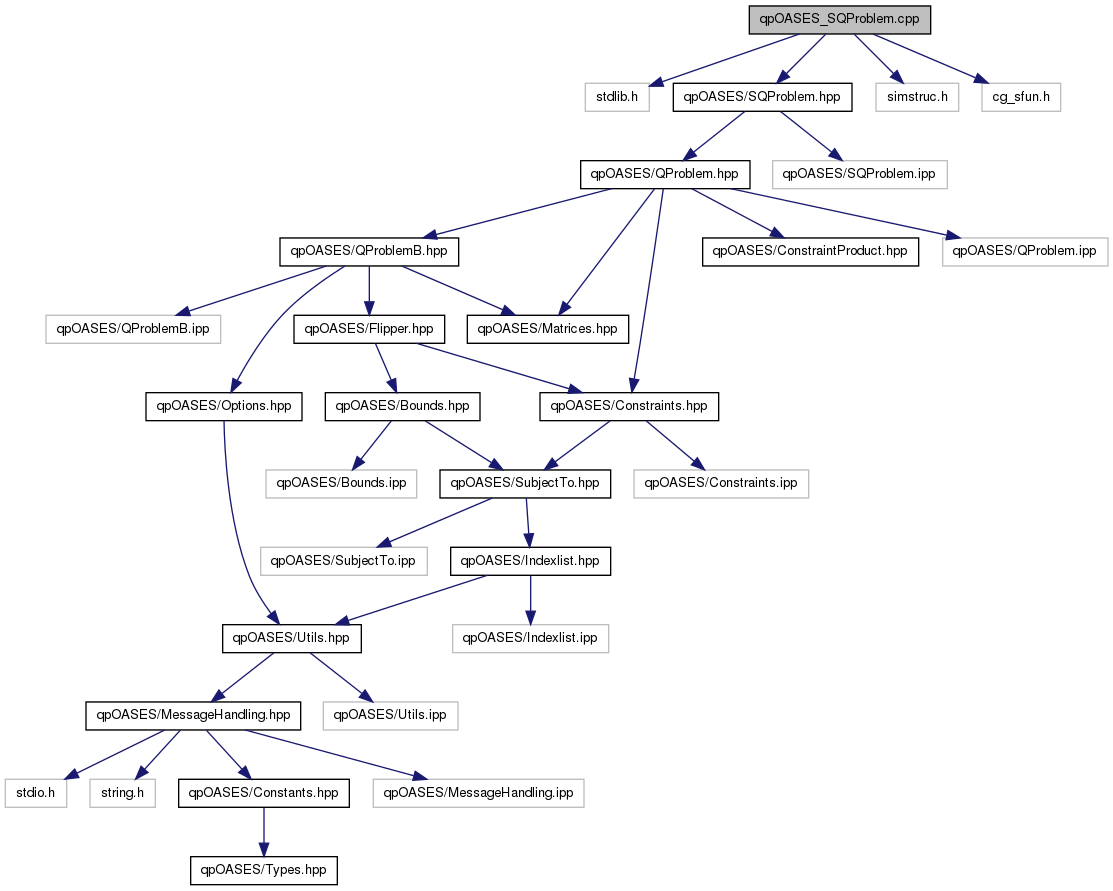 qpOASES_SQProblem.cpp
stdlib.h
qpOASES/SQProblem.hpp
simstruc.h
cg_sfun.h
qpOASES/QProblem.hpp
qpOASES/SQProblem.ipp
qpOASES/QProblemB.hpp
qpOASES/ConstraintProduct.hpp
qpOASES/QProblem.ipp
qpOASES/QProblemB.ipp
qpOASES/Flipper.hpp
qpOASES/Matrices.hpp
qpOASES/Options.hpp
qpOASES/Bounds.hpp
qpOASES/Constraints.hpp
qpOASES/Bounds.ipp
qpOASES/SubjectTo.hpp
qpOASES/Constraints.ipp
qpOASES/SubjectTo.ipp
qpOASES/Indexlist.hpp
qpOASES/Utils.hpp
qpOASES/Indexlist.ipp
qpOASES/MessageHandling.hpp
qpOASES/Utils.ipp
stdio.h
string.h
qpOASES/Constants.hpp
qpOASES/MessageHandling.ipp
qpOASES/Types.hpp